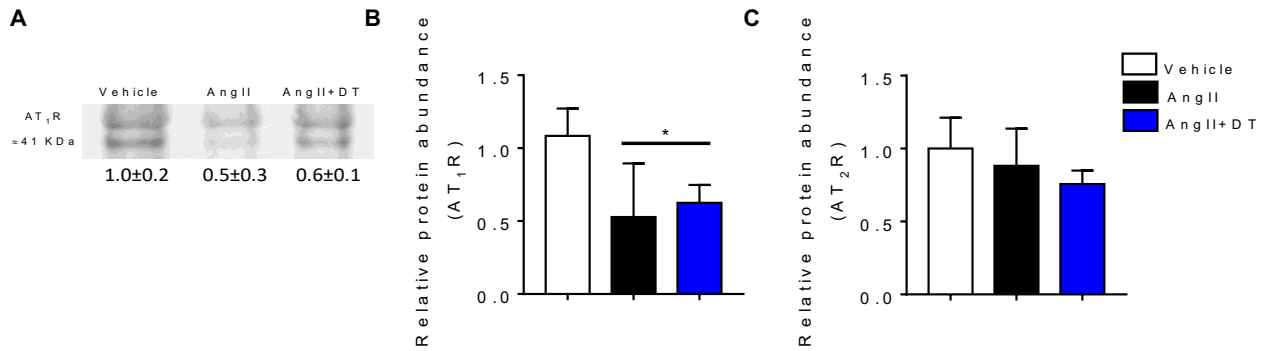 A
Vehicle AngII AngII+DT
AT1R
≈41 KDa
1.0±0.2 0.5±0.3 0.6±0.1
B
Relative protein abundance
(AT1R)
1.5
1.0
0.5
0.0
*
C
Relative protein abundance
(AT2R)
1.5
1.0
0.5
0.0
Vehicle
AngII
AngII+DT